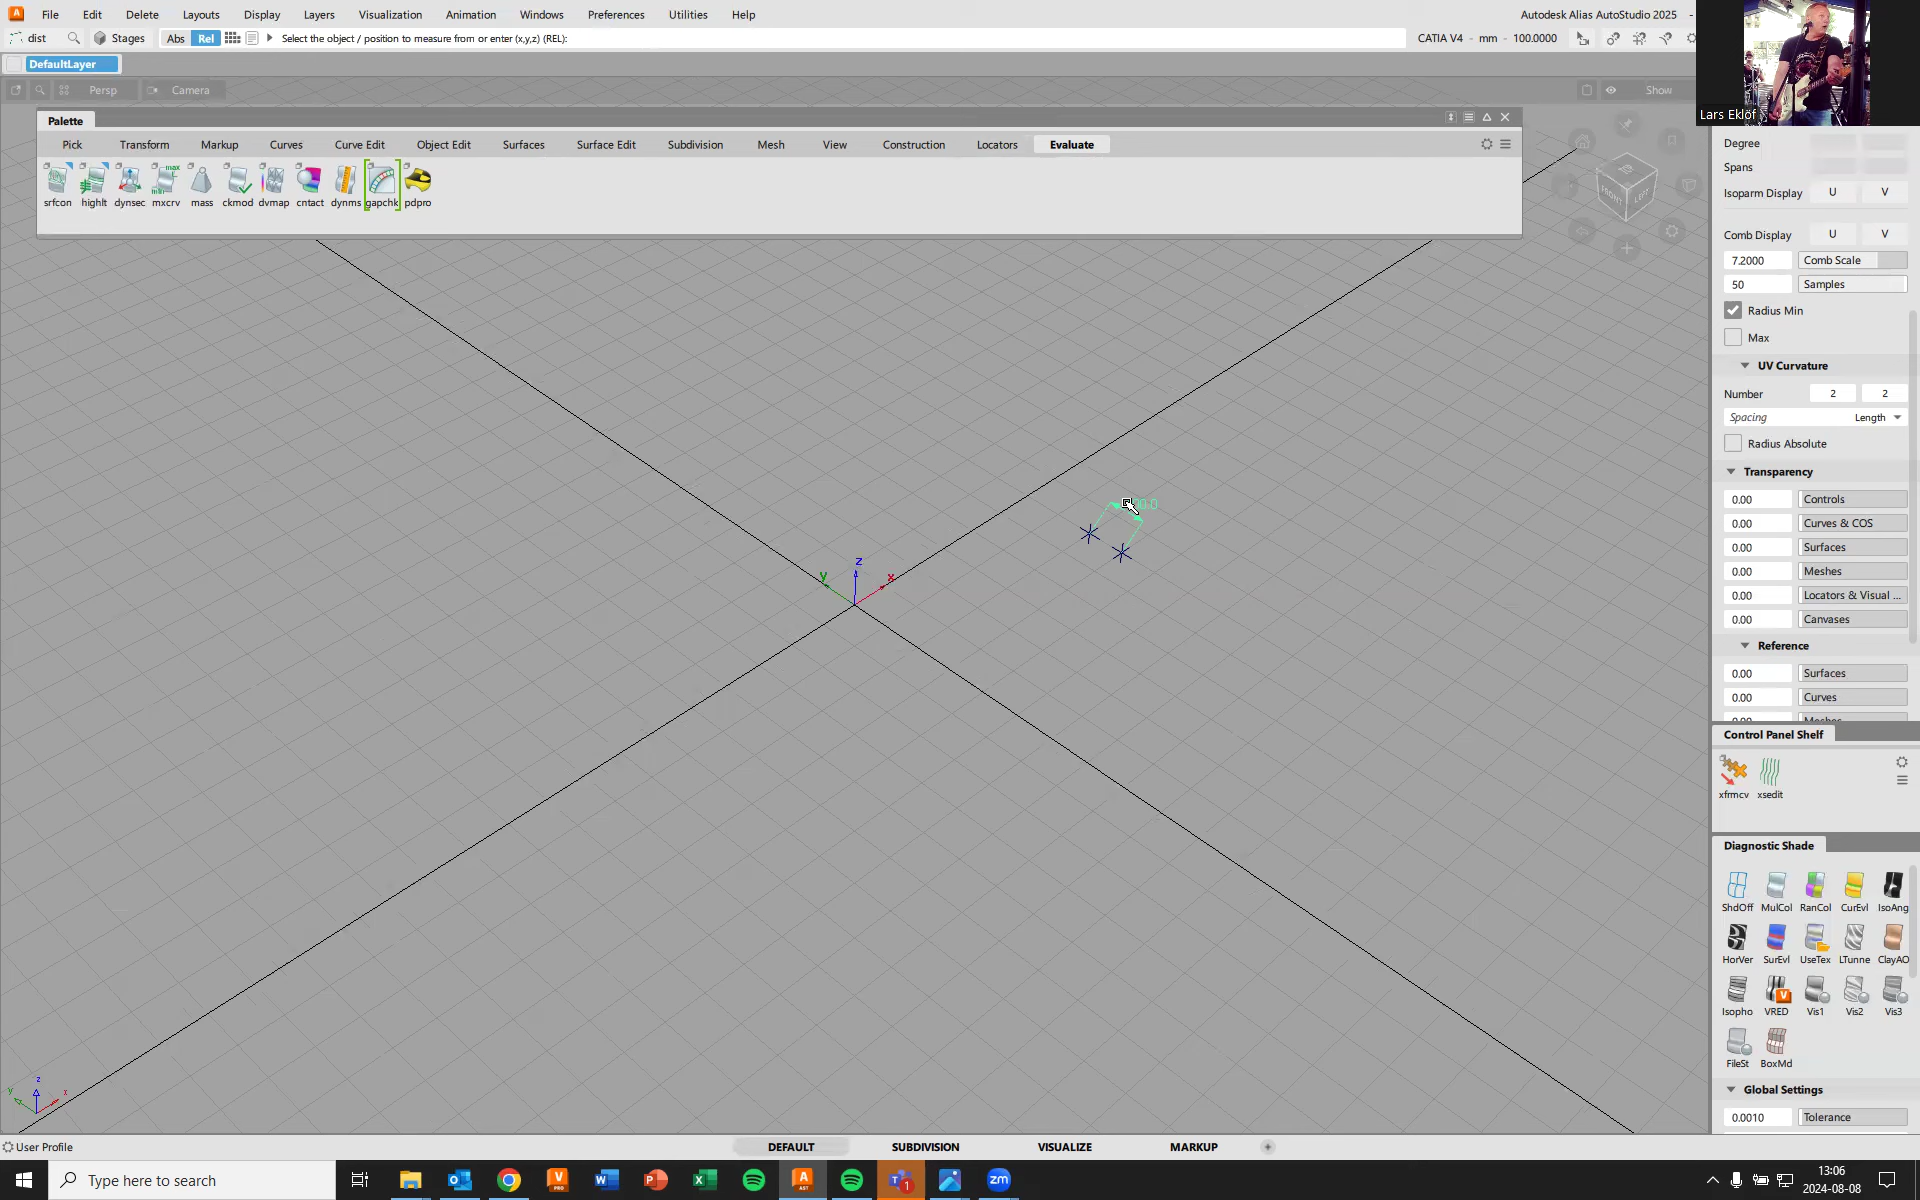 File Edit Delete Layouts Display Layers Visualization Animation Windows Preferences Utilities Help
Autodesk Alias AutoStudio 2025
dist Stages Abs Rel Select the object / position to measure from or enter (x,y,z) (REL):
CATIA V4 - mm - 100.0000
DefaultLayer
Persp Camera Show
Lars Eklöf
Palette
Pick Transform Markup Curves Curve Edit Object Edit Surfaces Surface Edit Subdivision Mesh View Construction Locators Evaluate
max
min
srfcon highlt dynsec mxcrv mass ckmod dvmap cntact dynms gapchk pdpro
FRONT LEFT
Degree
Spans
Isoparm Display U V
Comb Display U V
7.2000 Comb Scale
50 Samples
Radius Min
Max
UV Curvature
Number 2 2
Spacing Length
Radius Absolute
Transparency
0.00 Controls
0.00 Curves & COS
0.00 Surfaces
0.00 Meshes
0.00 Locators & Visual ...
0.00 Canvases
Reference
0.00 Surfaces
0.00 Curves
0.00 Meshes
z
y x
Control Panel Shelf
xfrmcv xsedit
Diagnostic Shade
ShdOff MulCol RanCol CurEvl IsoAng
HorVer SurEvl UseTex LTunne ClayAO
Isopho VRED Vis1 Vis2 Vis3
FileSt BoxMd
Global Settings
0.0010 Tolerance
z
y x
User Profile
DEFAULT SUBDIVISION VISUALIZE MARKUP
Type here to search
13:06
2024-08-08